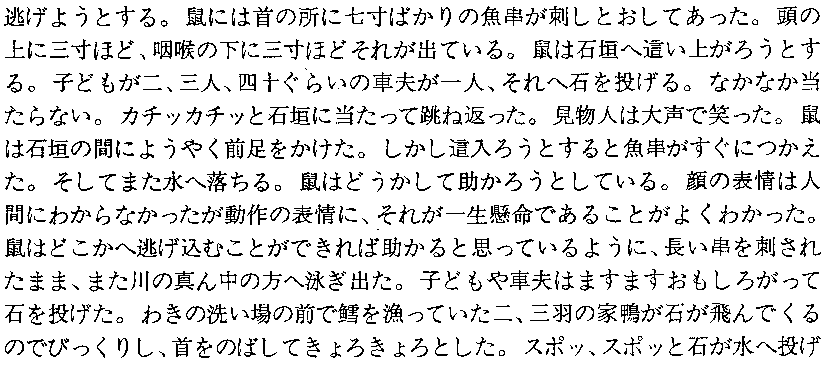 逃げようとする。鼠には首の所に七寸ばかりの魚串が刺しとおしてあった。頭の
上に三寸ほど、咽喉の下に三寸ほどそれが出ている。鼠は石垣へ這い上がろうとす
る。子どもが二、三人、四十ぐらいの車夫が一人、それへ石を投げる。なかなか当
たらない。カチッカチッと石垣に当たって跳ね返った。見物人は大声で笑った。鼠
は石垣の間にようやく前足をかけた。しかし這入ろうとすると魚串がすぐにつかえ
た。そしてまた水へ落ちる。鼠はどうかして助かろうとしている。顔の表情は人
間にわからなかったが動作の表情に、それが一生懸命であることがよくわかった。
鼠はどこかへ逃げ込むことができれば助かると思っているように、長い串を刺され
たまま、また川の真ん中の方へ泳ぎ出た。子どもや車夫はますますおもしろがって
石を投げた。わきの洗い場の前で鱈を漁っていた二、三羽の家鴨が石が飛んでくる
のでびっくりし、首をのばしてきょろきょろとした。スポッ、スポッと石が水へ投げ